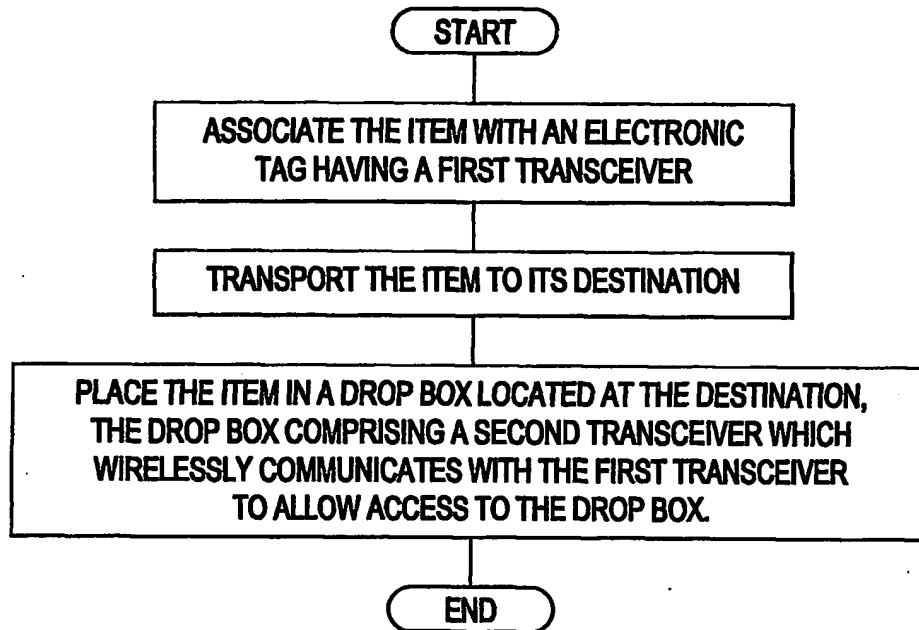 START
ASSOCIATE THE ITEM WITH AN ELECTRONIC
TAG HAVING A FIRST TRANSCEIVER
TRANSPORT THE ITEM TO ITS DESTINATION
PLACE THE ITEM IN A DROP BOX LOCATED AT THE DESTINATION,
THE DROP BOX COMPRISING A SECOND TRANSCEIVER WHICH
WIRELESSLY COMMUNICATES WITH THE FIRST TRANSCEIVER
TO ALLOW ACCESS TO THE DROP BOX.
END